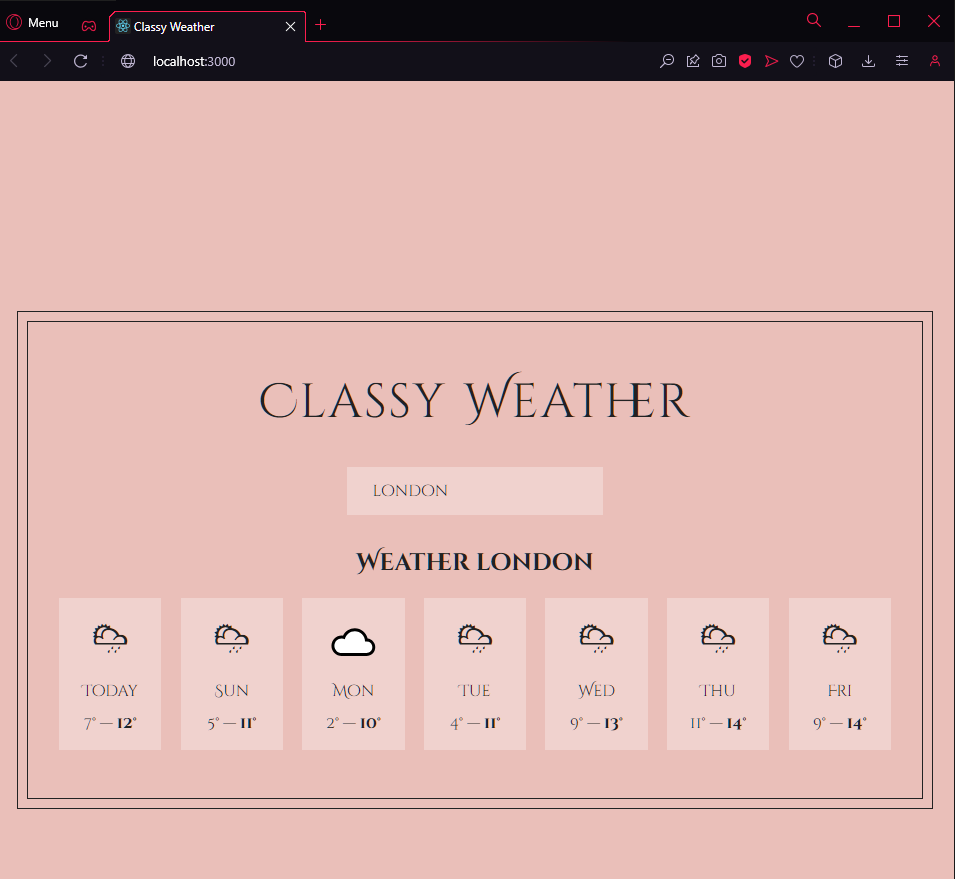 Menu
Classy Weather
localhost:3000
Classy Weather
LONDON
Weather London
Today Sun Mon Tue Wed Thu Fri
7° — 12° 5° — 11° 2° — 10° 4° — 11° 9° — 13° 11° — 14° 9° — 14°